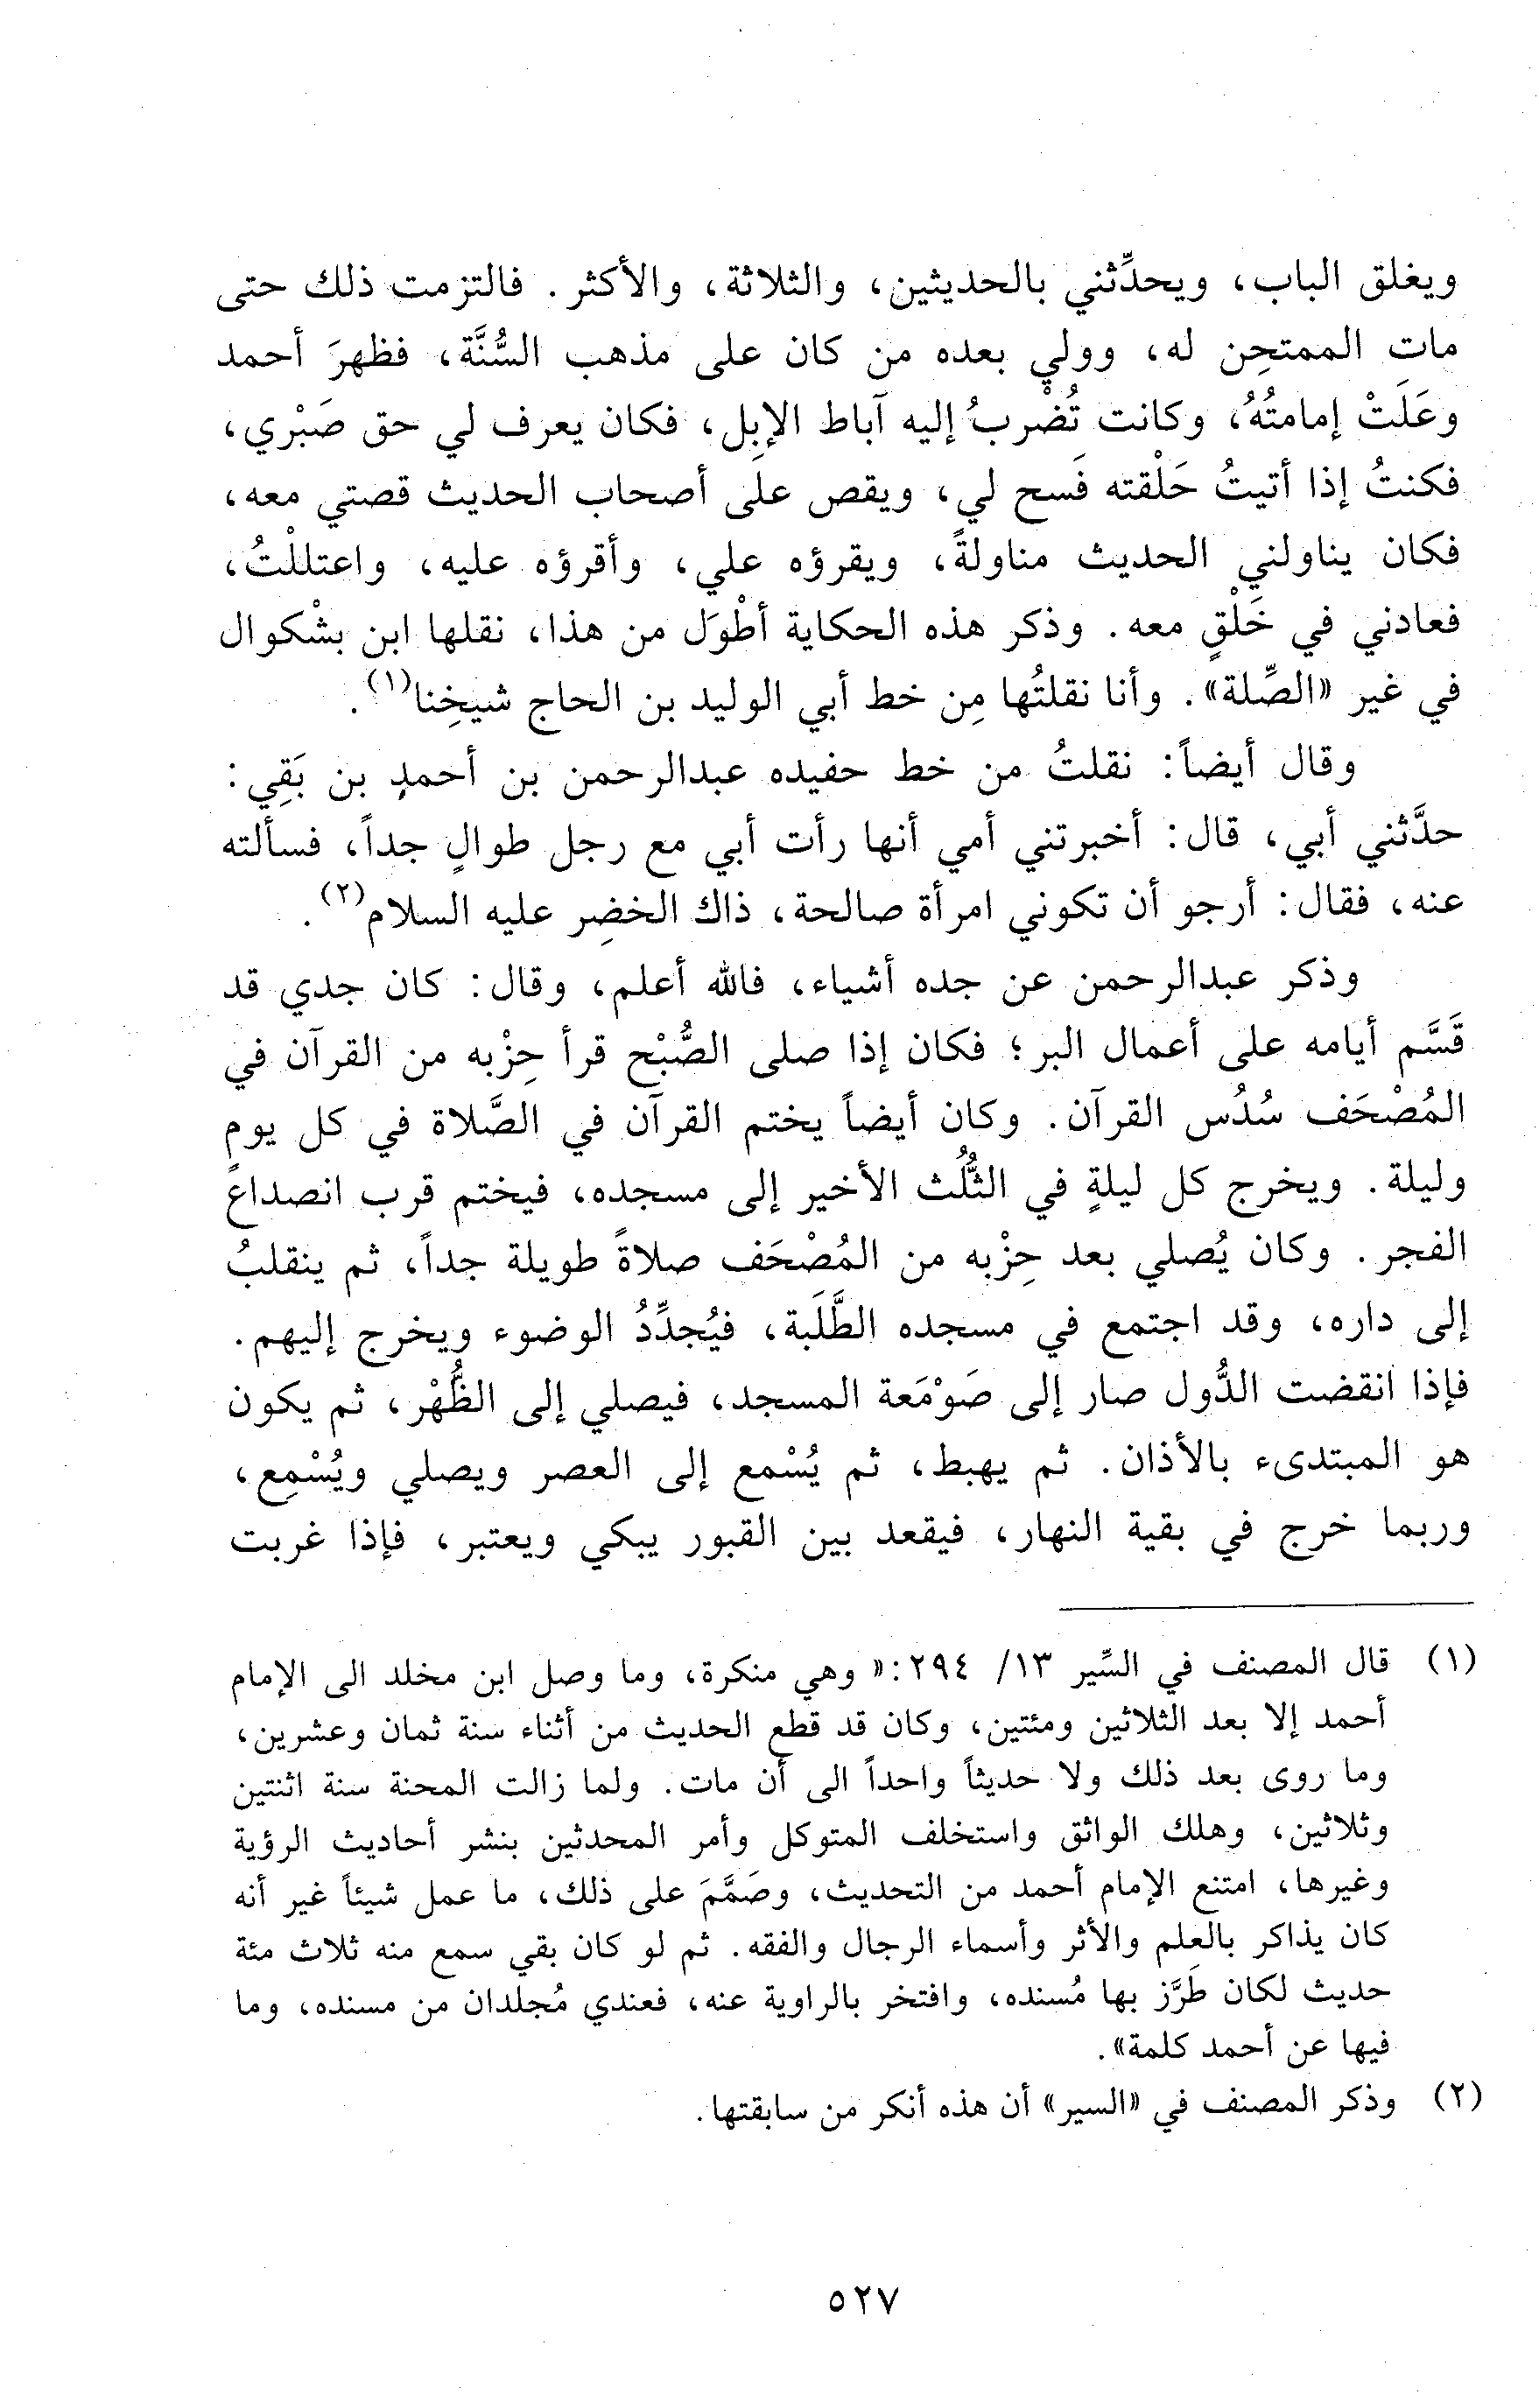 ويغلق الباب، ويحدِّثني بالحديثين، والثلاثة، والأكثر. فالتزمت ذلك حتى
مات الممتحِن له، وولي بعده من كان على مذهب السُّنَّة، فظهرَ أحمد
وعَلَتْ إمامتُهُ، وكانت تُضْربُ إليه آباط الإبِل، فكان يعرف لي حق صَبْري،
فكنتُ إذا أتيتُ حَلْقته فَسح لي، ويقص على أصحاب الحديث قصتي معه،
فكان يناولني الحديث مناولةً، ويقرؤه علي، وأقرؤه عليه، واعتللْتُ،
فعادني في خَلْقٍ معه. وذكر هذه الحكاية أطْوَل من هذا، نقلها ابن بشْكوال
في غير «الصِّلة». وأنا نقلتُها مِن خط أبي الوليد بن الحاج شيخِنا(١).
وقال أيضاً: نقلتُ من خط حفيده عبدالرحمن بن أحمدٍ بن بَقِي:
حدَّثني أبي، قال: أخبرتني أمي أنها رأت أبي مع رجل طوالٍ جداً، فسألته
عنه، فقال: أرجو أن تكوني امرأة صالحة، ذاك الخضِر عليه السلام(٢).
وذكر عبدالرحمن عن جده أشياء، فالله أعلم، وقال: كان جدي قد
قَسَّم أيامه على أعمال البر؛ فكان إذا صلى الصُّبْح قرأ حِزْبه من القرآن في
المُصْحَف سُدُس القرآن. وكان أيضاً يختم القرآن في الصَّلاة في كل يومٍ
وليلة. ويخرج كل ليلةٍ في الثُّلُث الأخير إلى مسجده، فيختم قرب انصداع
الفجر. وكان يُصلي بعد حِزْبه من المُصْحَف صلاةً طويلة جداً، ثم ينقلبُ
إلى داره، وقد اجتمع في مسجده الطَّلَبة، فيُجدِّدُ الوضوء ويخرج إليهم.
فإذا انقضت الدُّول صار إلى صَوْمَعة المسجد، فيصلي إلى الظُّهْر، ثم يكون
هو المبتدىء بالأذان. ثم يهبط، ثم يُسْمع إلى العصر ويصلي ويُسْمِع،
وربما خرج في بقية النهار، فيقعد بين القبور يبكي ويعتبر، فإذا غربت
(١) قال المصنف في السِّير ١٣/ ٢٩٤:« وهي منكرة، وما وصل ابن مخلد الى الإمام
أحمد إلا بعد الثلاثين ومئتين، وكان قد قطع الحديث من أثناء سنة ثمان وعشرين،
وما روى بعد ذلك ولا حديثاً واحداً الى أن مات. ولما زالت المحنة سنة اثنتين
وثلاثين، وهلك الواثق واستخلف المتوكل وأمر المحدثين بنشر أحاديث الرؤية
وغيرها، امتنع الإمام أحمد من التحديث، وصَمَّمَ على ذلك، ما عمل شيئاً غير أنه
كان يذاكر بالعلم والأثر وأسماء الرجال والفقه. ثم لو كان بقي سمع منه ثلاث مئة
حديث لكان طَرَّز بها مُسنده، وافتخر بالراوية عنه، فعندي مُجلدان من مسنده، وما
فيها عن أحمد كلمة».
(٢) وذكر المصنف في «السير» أن هذه أنكر من سابقتها.
٥٢٧